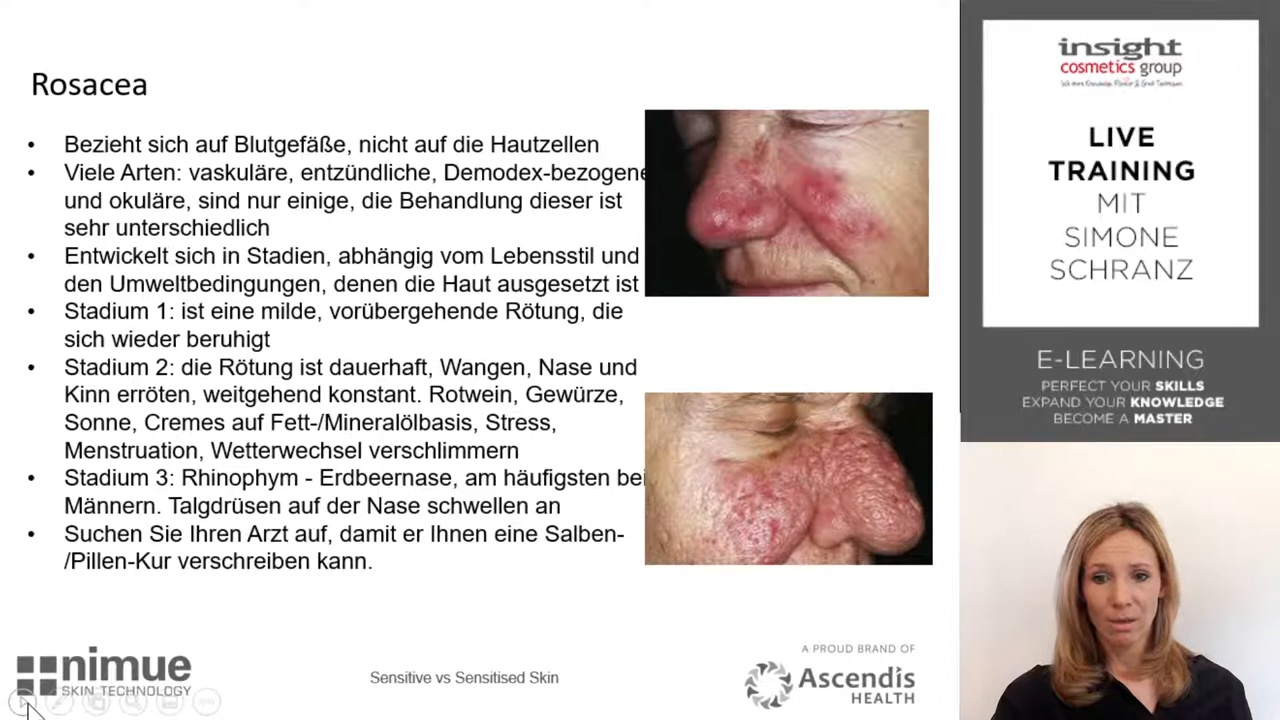 Rosacea
• Bezieht sich auf Blutgefäße, nicht auf die Hautzellen
• Viele Arten: vaskuläre, entzündliche, Demodex-bezogene
und okuläre, sind nur einige, die Behandlung dieser ist
sehr unterschiedlich
• Entwickelt sich in Stadien, abhängig vom Lebensstil und
den Umweltbedingungen, denen die Haut ausgesetzt ist
• Stadium 1: ist eine milde, vorübergehende Rötung, die
sich wieder beruhigt
• Stadium 2: die Rötung ist dauerhaft, Wangen, Nase und
Kinn erröten, weitgehend konstant. Rotwein, Gewürze,
Sonne, Cremes auf Fett-/Mineralölbasis, Stress,
Menstruation, Wetterwechsel verschlimmern
• Stadium 3: Rhinophym - Erdbeernase, am häufigsten bei
Männern. Talgdrüsen auf der Nase schwellen an
• Suchen Sie Ihren Arzt auf, damit er Ihnen eine Salben-
/Pillen-Kur verschreiben kann.
nimue
SKIN TECHNOLOGY
Sensitive vs Sensitised Skin
A PROUD BRAND OF
Ascendis
HEALTH
insight
cosmetics group
LIVE
TRAINING
MIT
SIMONE
SCHRANZ
E-LEARNING
PERFECT YOUR SKILLS
EXPAND YOUR KNOWLEDGE
BECOME A MASTER